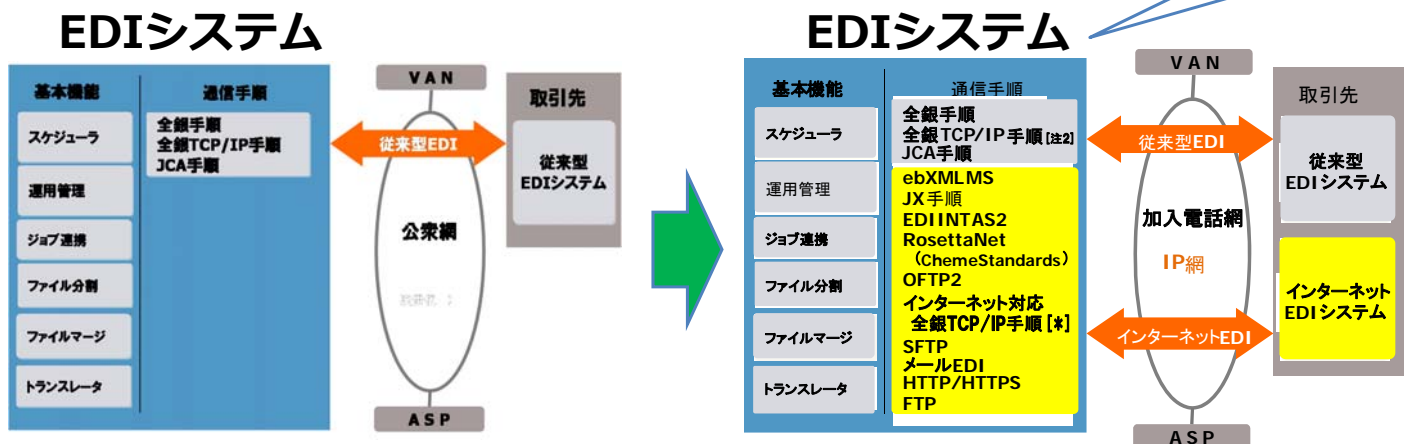 EDIシステム
基本機能
通信手順
スケジューラ
運用管理
ジョブ連携
ファイル分割
ファイルマージ
トランスレータ
全銀手順
全銀TCP/IP手順
JCA手順
従来型EDI
VAN
公衆網
ASP
取引先
従来型
EDIシステム
EDIシステム
基本機能
通信手順
スケジューラ
運用管理
ジョブ連携
ファイル分割
ファイルマージ
トランスレータ
全銀手順
全銀TCP/IP手順[注2]
JCA手順
ebXMLMS
JX手順
EDIINTAS2
RosettaNet
（ChemeStandards）
OFTP2
インターネット対応
全銀TCP/IP手順[*]
SFTP
メールEDI
HTTP/HTTPS
FTP
従来型EDI
インターネットEDI
VAN
加入電話網
IP網
ASP
取引先
従来型
EDIシステム
インターネット
EDIシステム